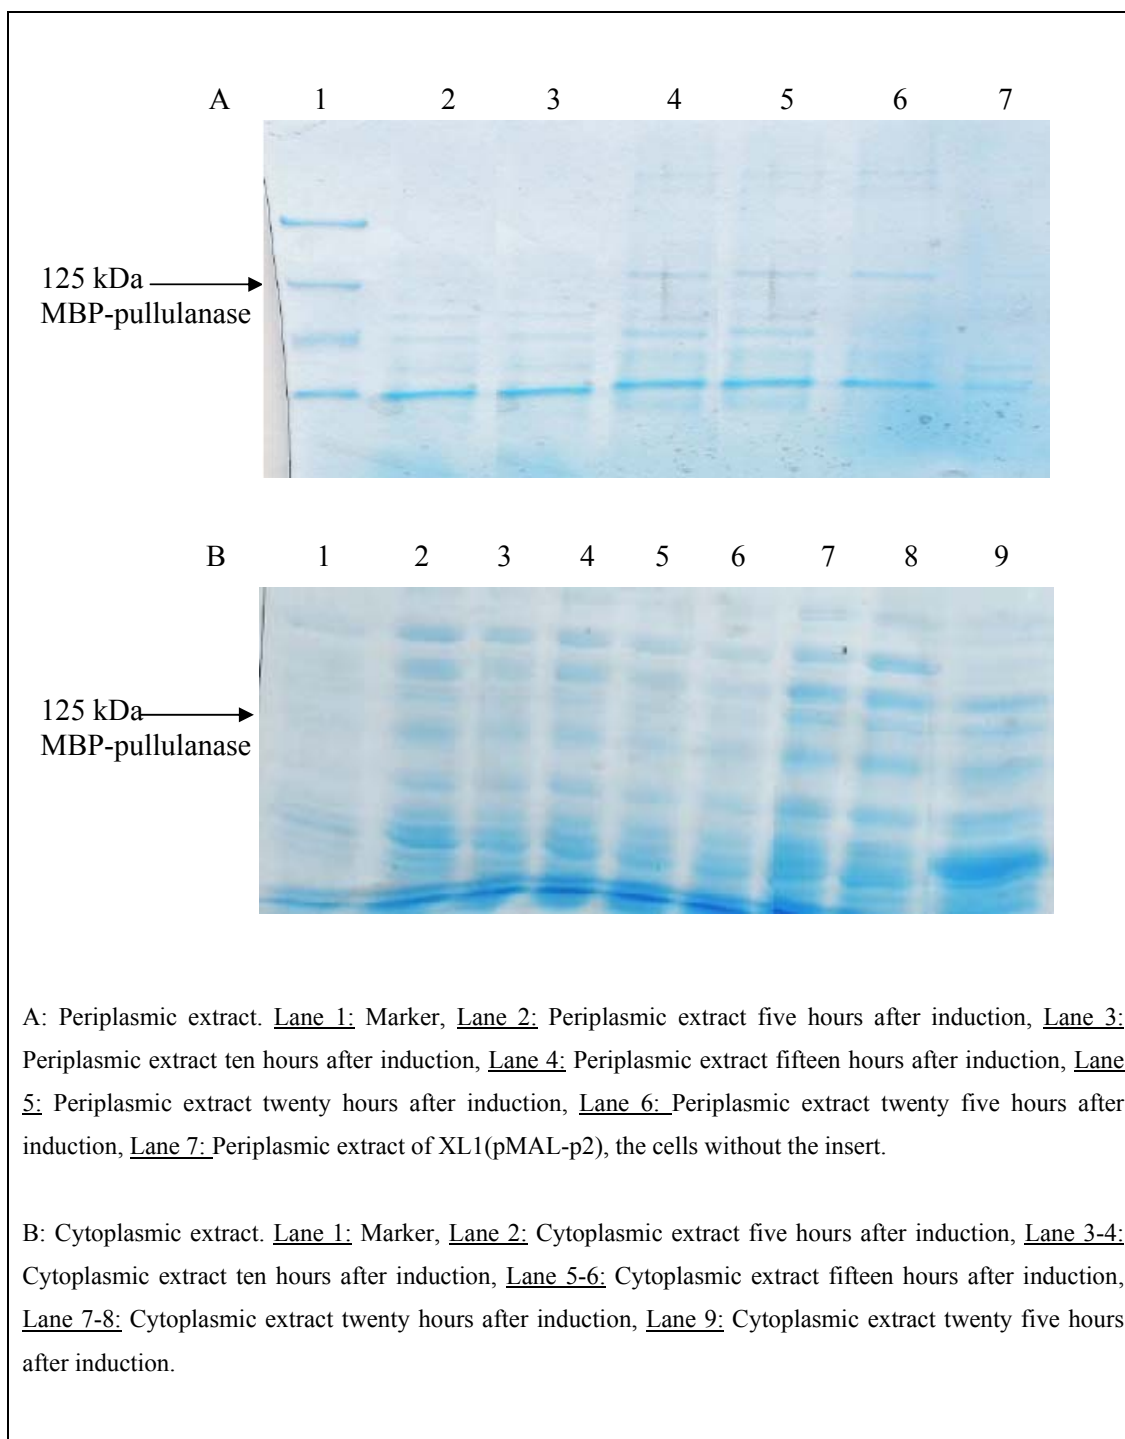 A 1 2 3 4 5 6 7
125 kDa
MBP-pullulanase
B 1 2 3 4 5 6 7 8 9
125 kDa
MBP-pullulanase
A: Periplasmic extract. Lane 1: Marker, Lane 2: Periplasmic extract five hours after induction, Lane 3:
Periplasmic extract ten hours after induction, Lane 4: Periplasmic extract fifteen hours after induction, Lane
5: Periplasmic extract twenty hours after induction, Lane 6: Periplasmic extract twenty five hours after
induction, Lane 7: Periplasmic extract of XL1(pMAL-p2), the cells without the insert.
B: Cytoplasmic extract. Lane 1: Marker, Lane 2: Cytoplasmic extract five hours after induction, Lane 3-4:
Cytoplasmic extract ten hours after induction, Lane 5-6: Cytoplasmic extract fifteen hours after induction,
Lane 7-8: Cytoplasmic extract twenty hours after induction, Lane 9: Cytoplasmic extract twenty five hours
after induction.